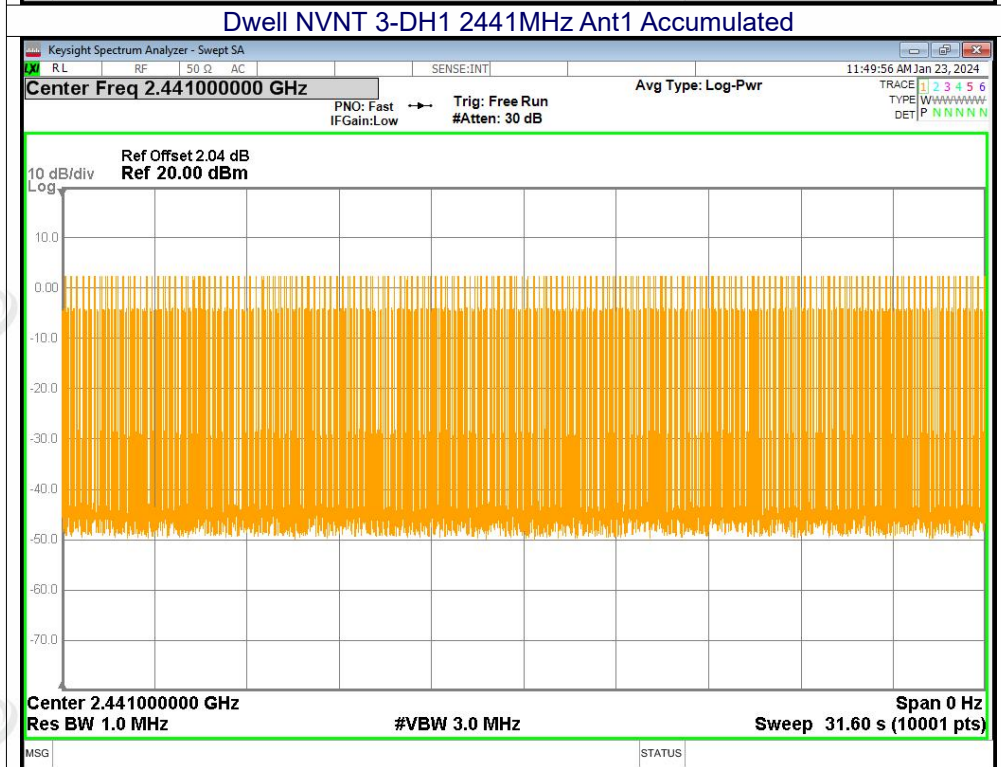 Dwell NVNT 3-DH1 2441MHz Ant1 Accumulated
Keysight Spectrum Analyzer - Swept SA
LXI RL RF 50 Ω AC SENSE:INT 11:49:56 AM Jan 23, 2024
Center Freq 2.441000000 GHz Avg Type: Log-Pwr TRACE 1 2 3 4 5 6
PNO: Fast Trig: Free Run TYPE WWWWWWW
IFGain:Low #Atten: 30 dB DET P N N N N N
Ref Offset 2.04 dB
10 dB/div Ref 20.00 dBm
Log
10.0
0.00
-10.0
-20.0
-30.0
-40.0
-50.0
-60.0
-70.0
Center 2.441000000 GHz Span 0 Hz
Res BW 1.0 MHz #VBW 3.0 MHz Sweep 31.60 s (10001 pts)
MSG STATUS